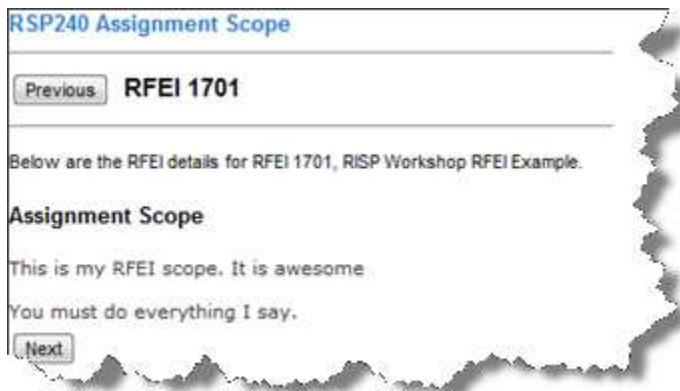 RSP240 Assignment Scope
Previous RFEI 1701
Below are the RFEI details for RFEI 1701, RISP Workshop RFEI Example.
Assignment Scope
This is my RFEI scope. It is awesome
You must do everything I say.
Next